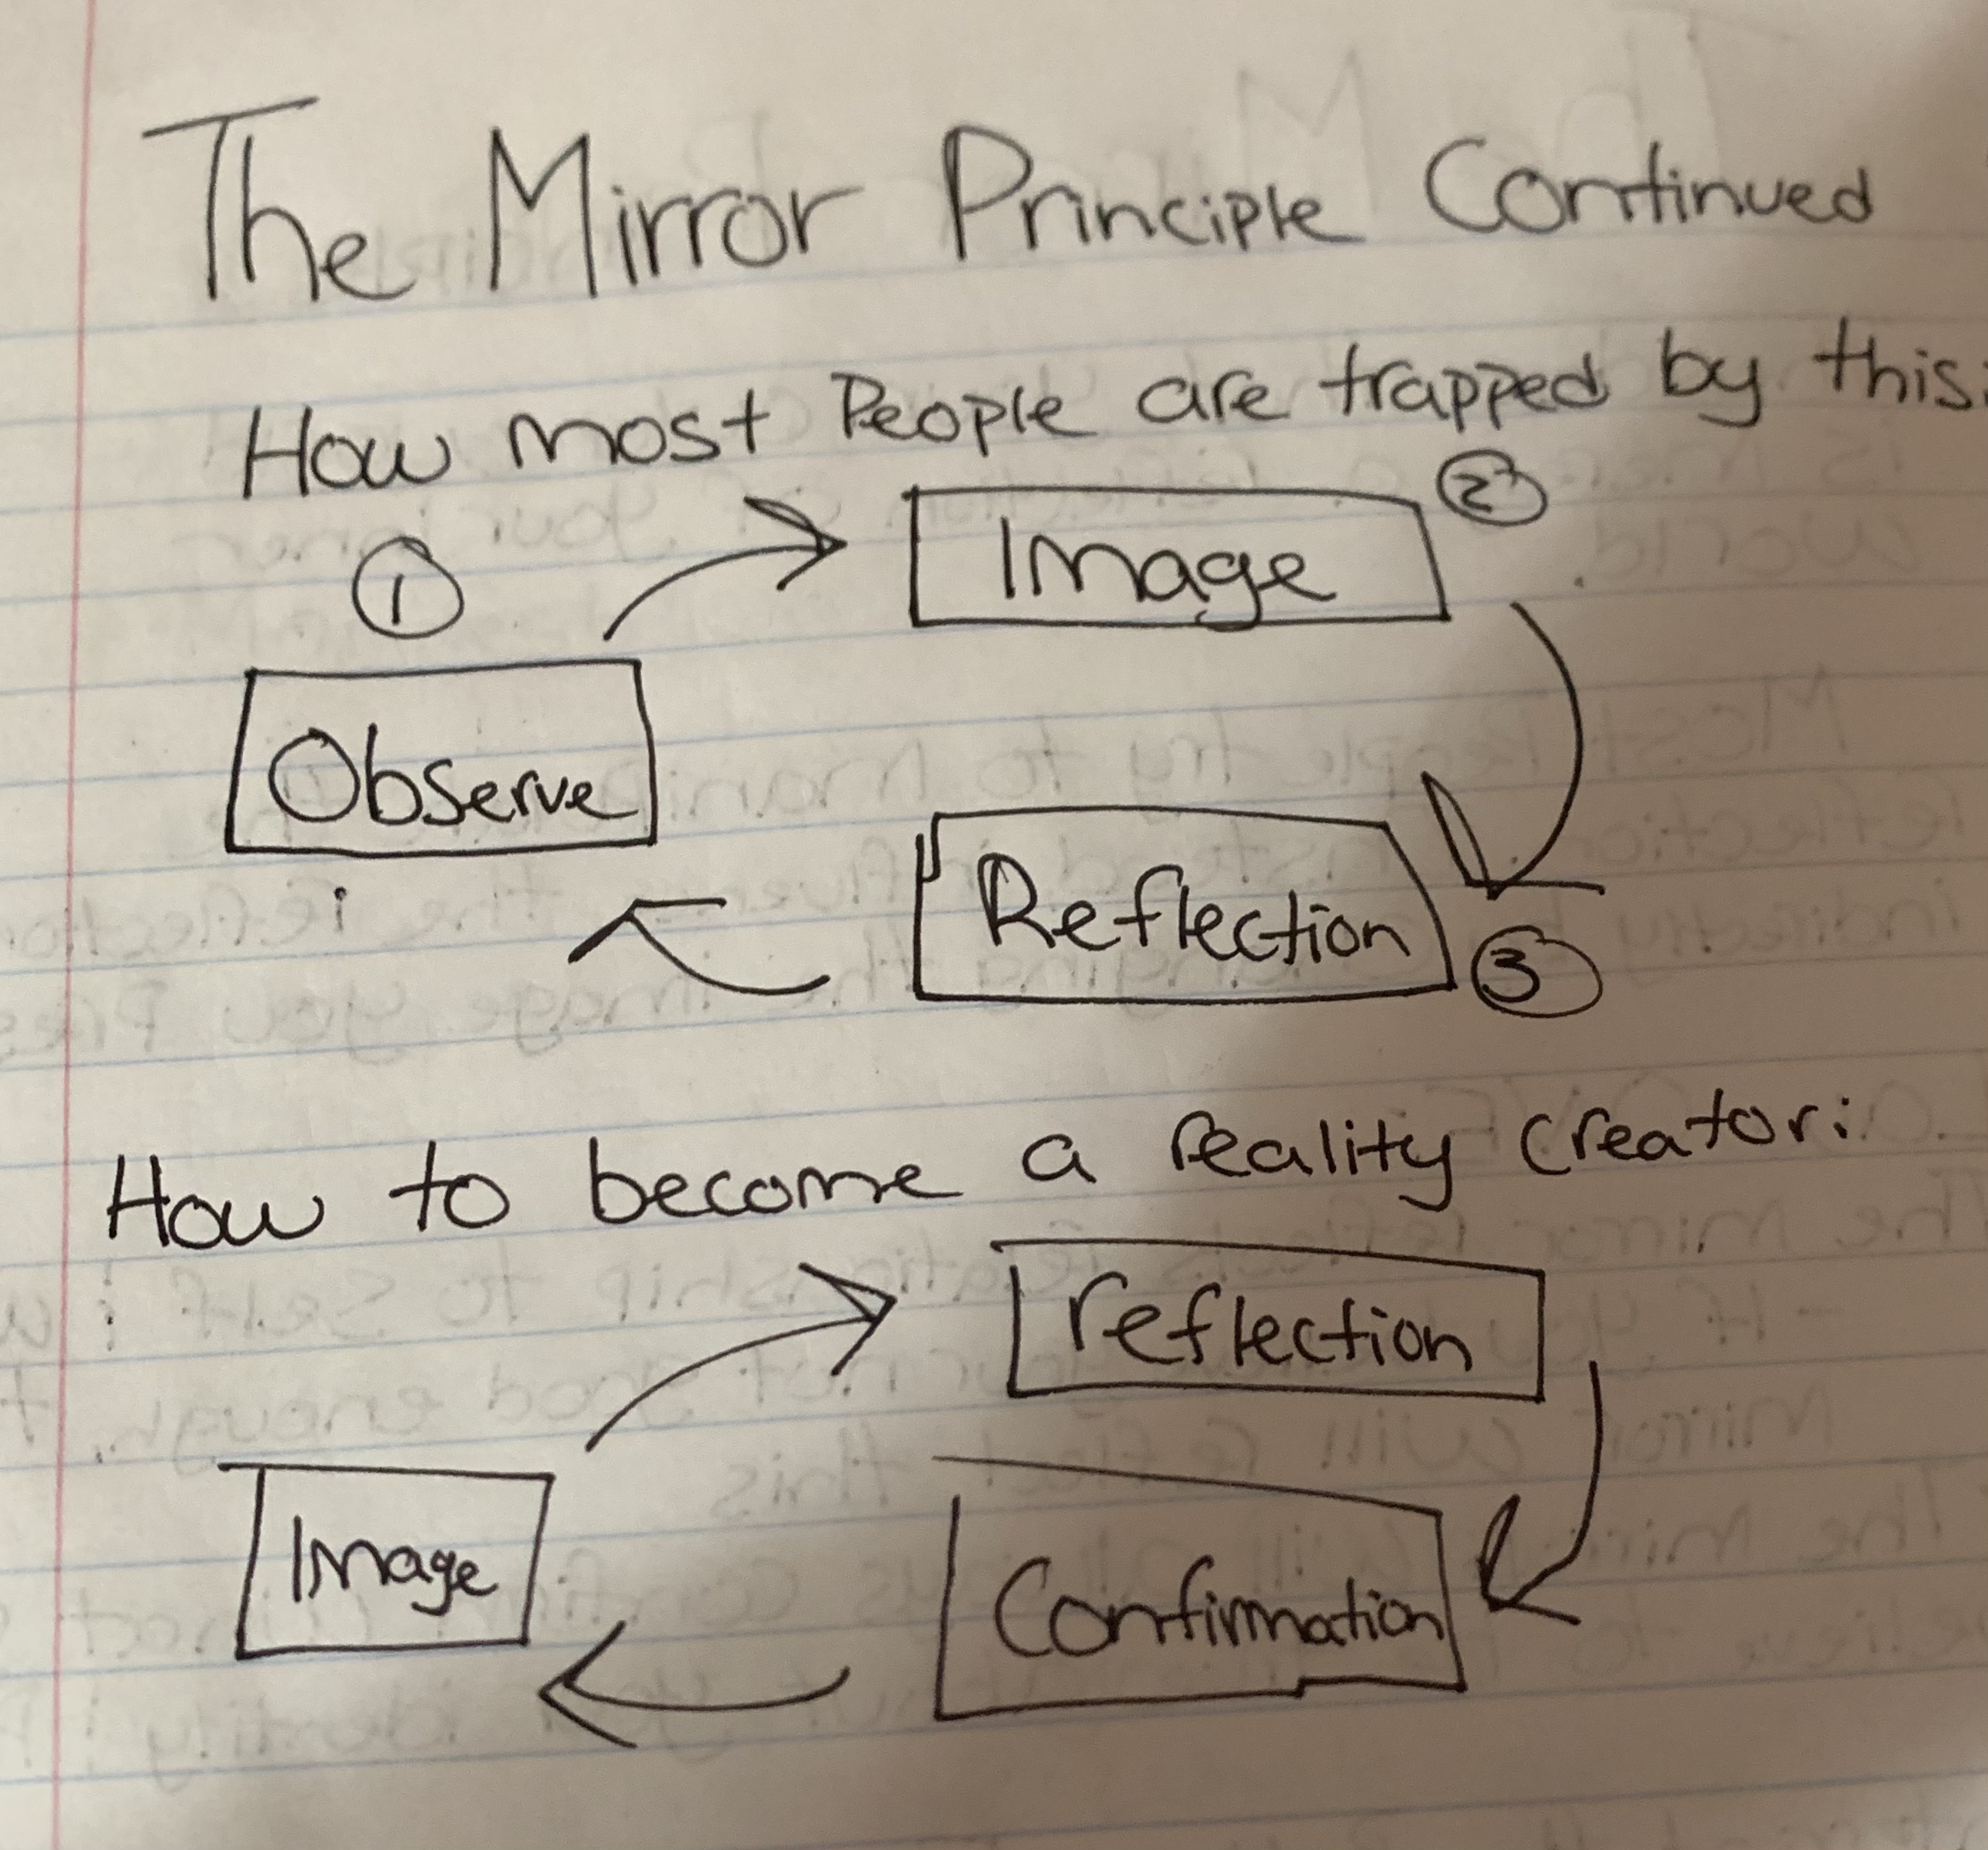 The Mirror Principle Continued
How most People are trapped by this:
① Image ②
Observe
Reflection ③
How to become a reality creator:
reflection
Image
Confirmation